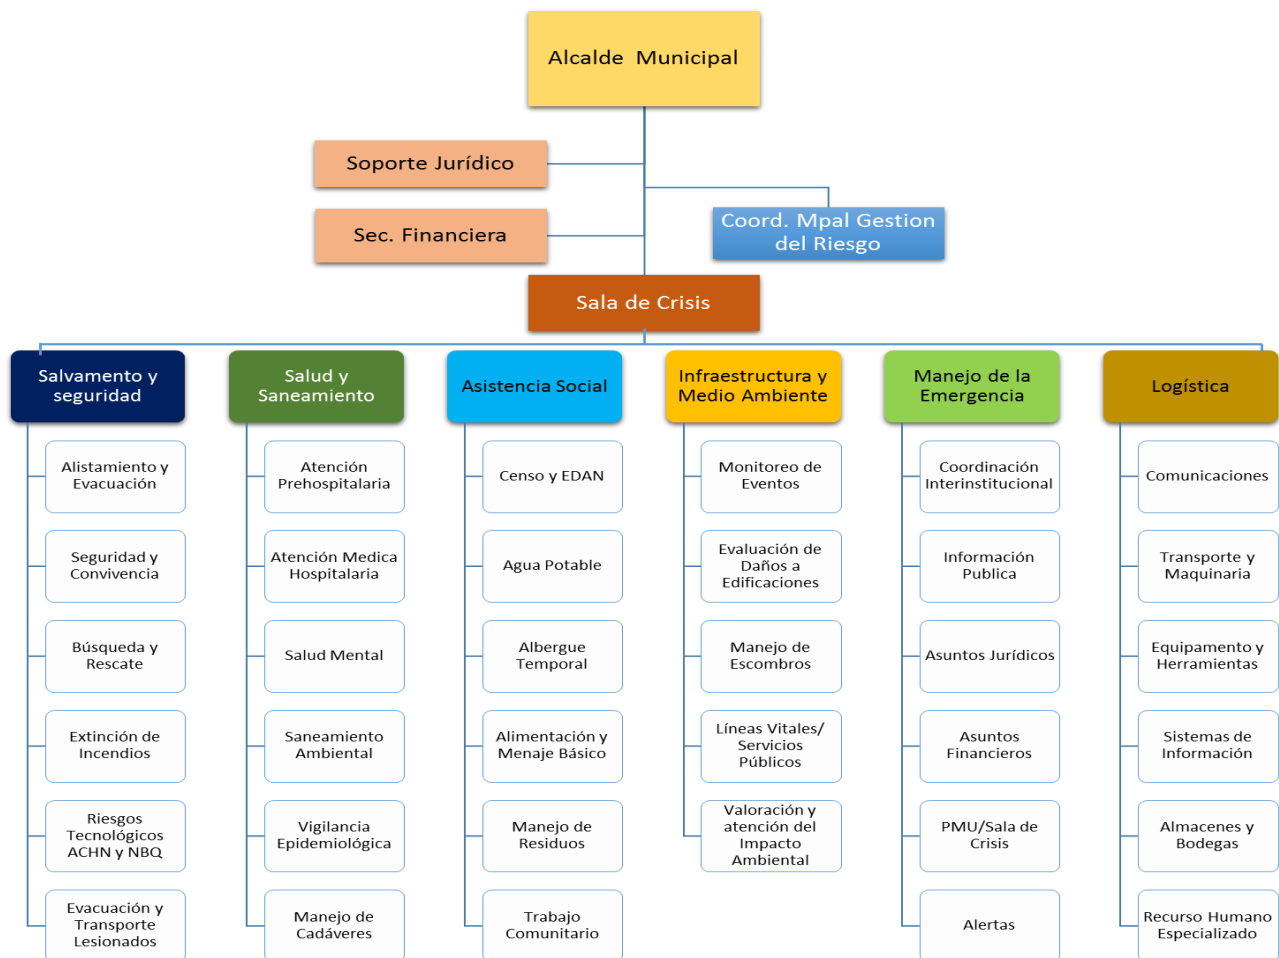 Alcalde Municipal
Soporte Jurídico
Sec. Financiera
Coord. Mpal Gestion
del Riesgo
Sala de Crisis
Salvamento y
seguridad
Alistamiento y
Evacuación
Seguridad y
Convivencia
Búsqueda y
Rescate
Extinción de
Incendios
Riesgos
Tecnológicos
ACHN y NBQ
Evacuación y
Transporte
Lesionados
Salud y
Saneamiento
Atención
Prehospitalaria
Atención Medica
Hospitalaria
Salud Mental
Saneamiento
Ambiental
Vigilancia
Epidemiológica
Manejo de
Cadáveres
Asistencia Social
Censo y EDAN
Agua Potable
Albergue
Temporal
Alimentación y
Menaje Básico
Manejo de
Residuos
Trabajo
Comunitario
Infraestructura y
Medio Ambiente
Monitoreo de
Eventos
Evaluación de
Daños a
Edificaciones
Manejo de
Escombros
Líneas Vitales/
Servicios
Públicos
Valoración y
atención del
Impacto
Ambiental
Manejo de la
Emergencia
Coordinación
Interinstitucional
Información
Publica
Asuntos Jurídicos
Asuntos
Financieros
PMU/Sala de
Crisis
Alertas
Logística
Comunicaciones
Transporte y
Maquinaria
Equipamento y
Herramientas
Sistemas de
Información
Almacenes y
Bodegas
Recurso Humano
Especializado